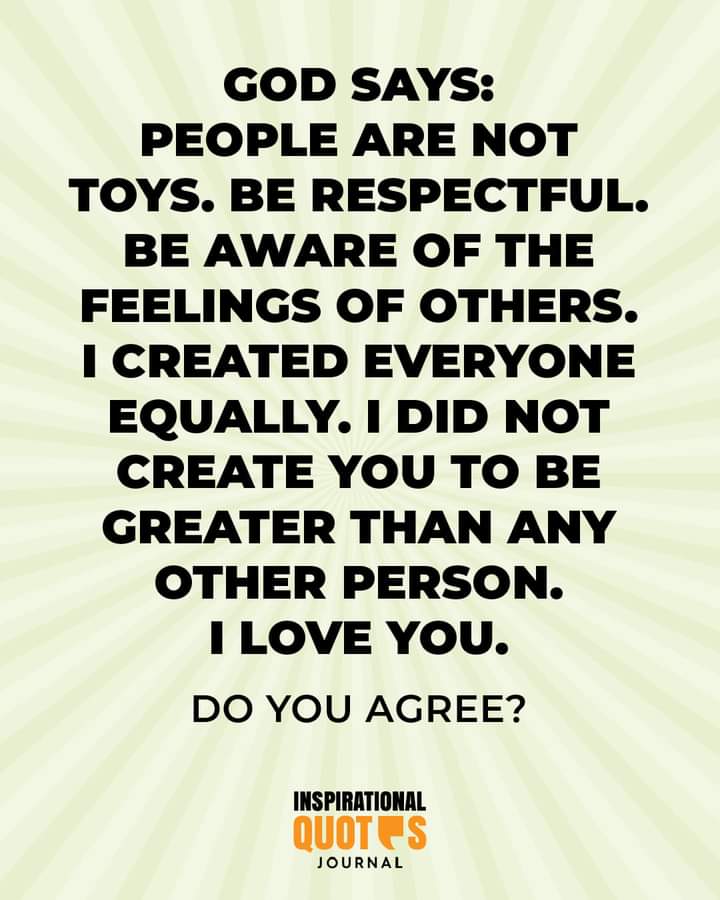 GOD SAYS:
PEOPLE ARE NOT
TOYS. BE RESPECTFUL.
BE AWARE OF THE
FEELINGS OF OTHERS.
I CREATED EVERYONE
EQUALLY. I DID NOT
CREATE YOU TO BE
GREATER THAN ANY
OTHER PERSON.
I LOVE YOU.
DO YOU AGREE?
INSPIRATIONAL
QUOTES
JOURNAL